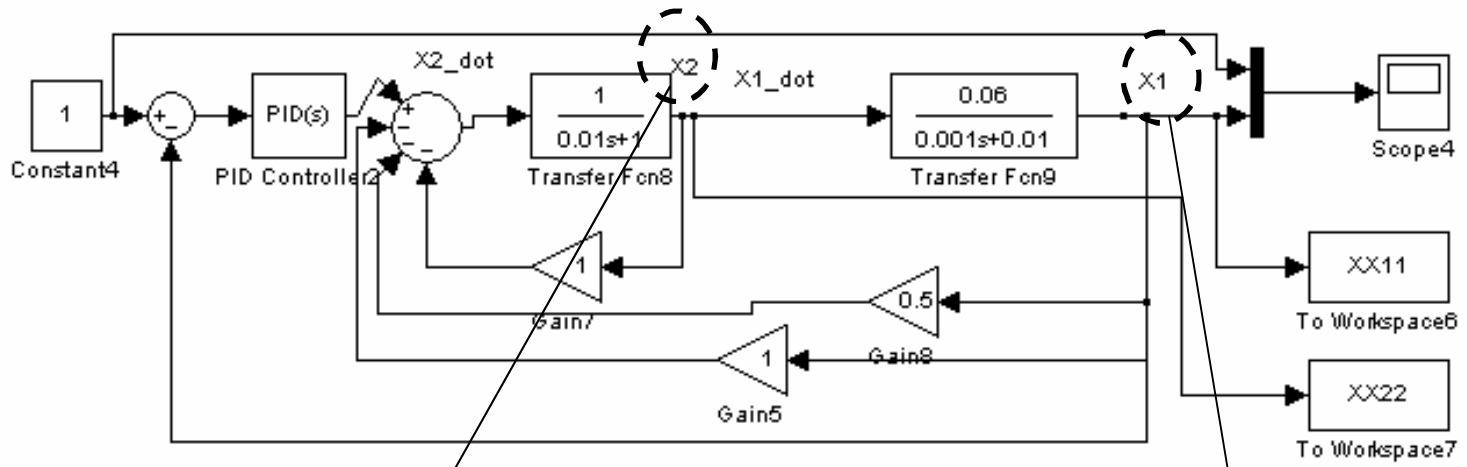 X2_dot
X2
X1_dot
X1
1
Constant4
+
−
PID(s)
PID Controller2
+
−
−
−
1
0.01s+1
Transfer Fcn8
0.06
0.001s+0.01
Transfer Fcn9
Scope4
1
Gain7
0.5
Gain8
1
Gain5
XX11
To Workspace6
XX22
To Workspace7